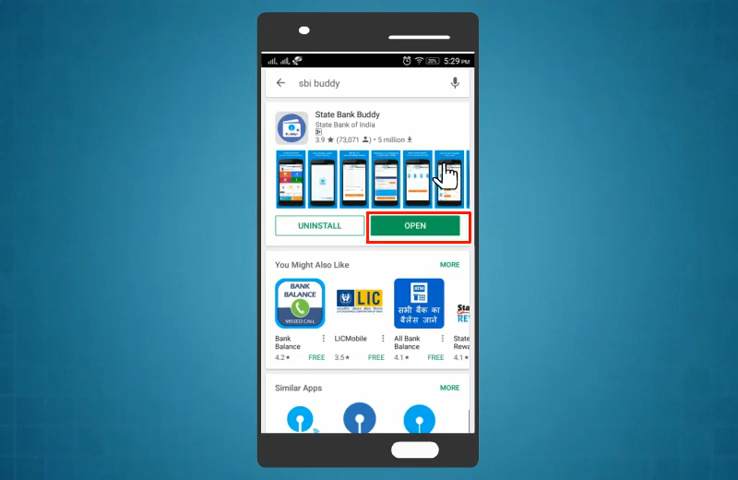 5:29 PM
sbi buddy
State Bank Buddy
State Bank of India
3.9 ★ (73,071) • 5 million
UNINSTALL
OPEN
You Might Also Like
MORE
BANK
BALANCE
MISSED CALL
LIC
ATM
सभी बैंक का
बैलेंस जाने
Sta
RE
Bank
Balance
LICMobile
All Bank
Balance
State
Rewa
4.2★
FREE
3.5★
FREE
4.1★
FREE
4.1★
Similar Apps
MORE